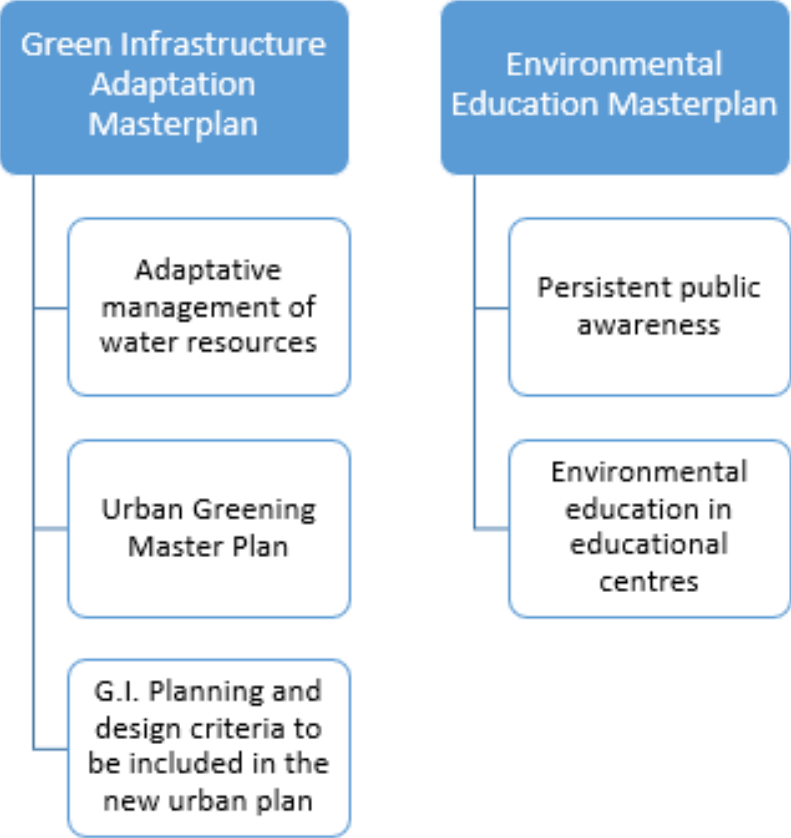 Green Infrastructure
Adaptation
Masterplan
Adaptative
management of
water resources
Urban Greening
Master Plan
G.I. Planning and
design criteria to
be included in the
new urban plan
Environmental
Education Masterplan
Persistent public
awareness
Environmental
education in
educational
centres